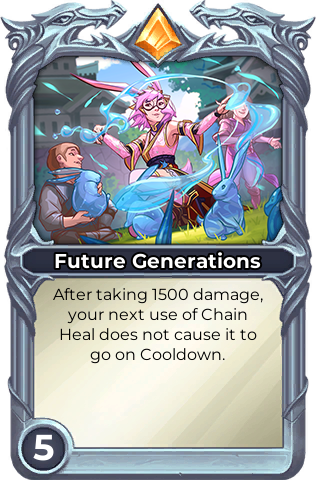 Future Generations
After taking 1500 damage,
your next use of Chain
Heal does not cause it to
go on Cooldown.
5